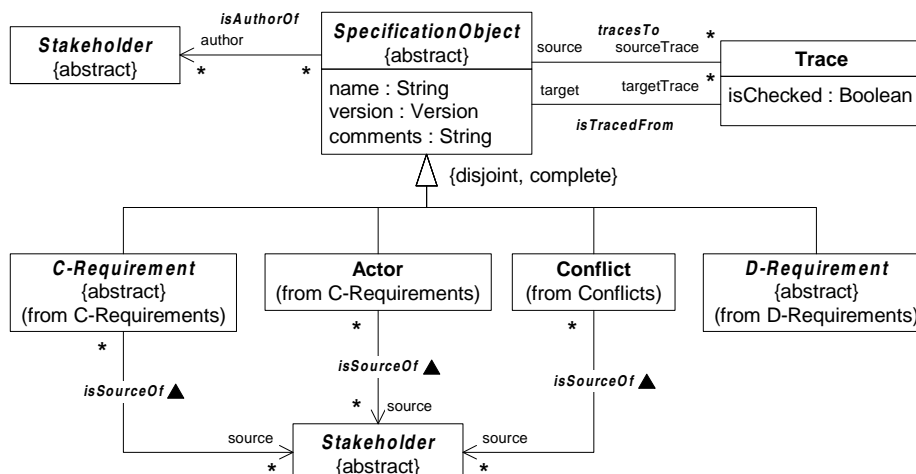 isAuthorOf
Stakeholder
{abstract}
author
*
*
SpecificationObject
{abstract}
name : String
version : Version
comments : String
tracesTo
source
sourceTrace
*
target
targetTrace
*
isTracedFrom
Trace
isChecked : Boolean
{disjoint, complete}
C-Requirement
{abstract}
(from C-Requirements)
Actor
(from C-Requirements)
Conflict
(from Conflicts)
D-Requirement
{abstract}
(from D-Requirements)
*
*
*
isSourceOf ▲
isSourceOf ▲
isSourceOf ▲
* source
source
*
Stakeholder
{abstract}
source
*